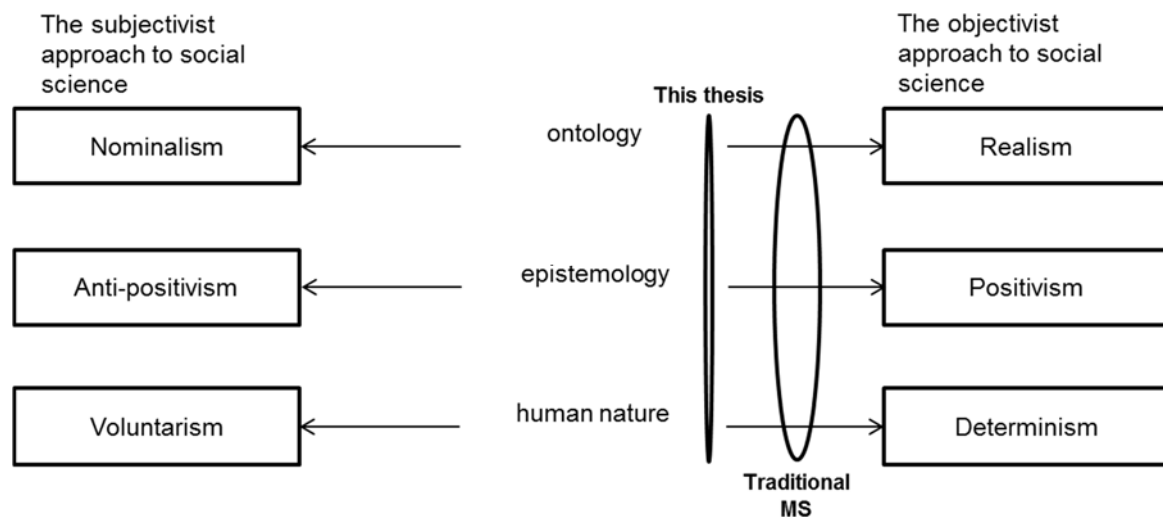 The subjectivist
approach to social
science
The objectivist
approach to social
science
This thesis
Nominalism
ontology
Realism
Anti-positivism
epistemology
Positivism
Voluntarism
human nature
Determinism
Traditional
MS